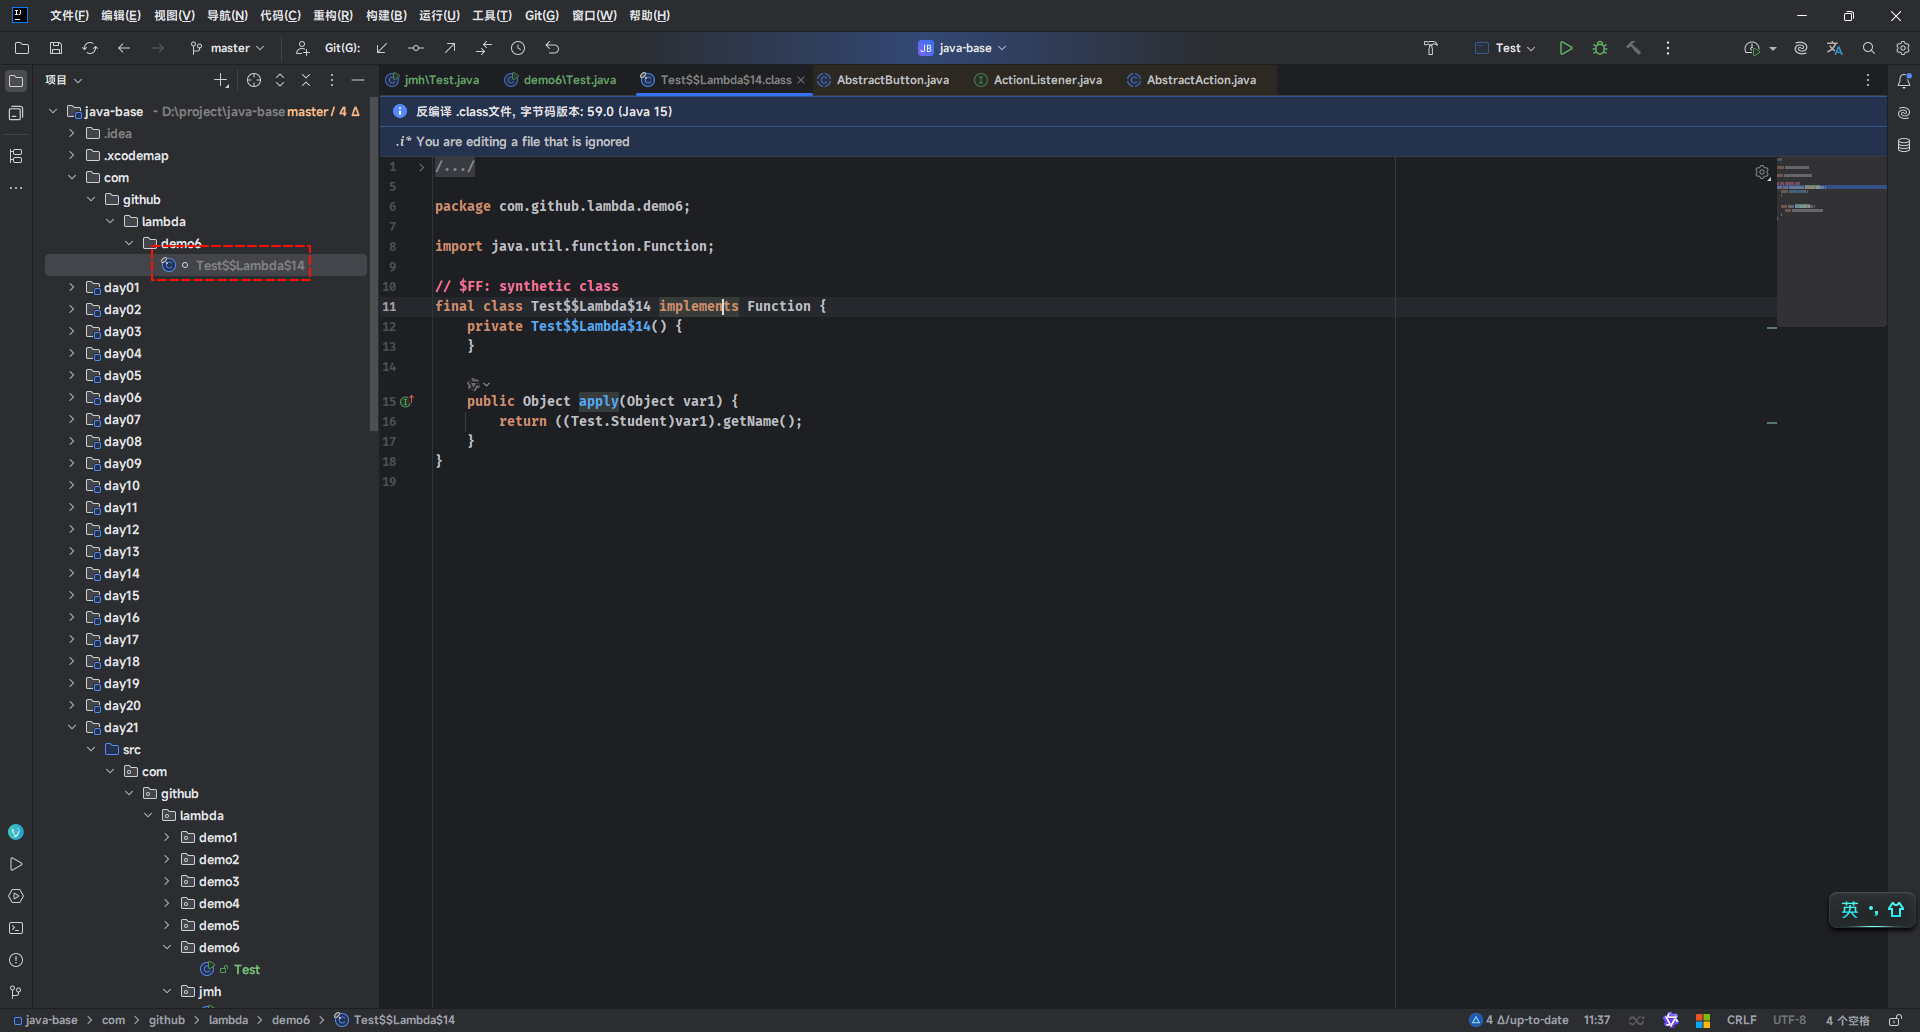 文件(F) 编辑(E) 视图(V) 导航(N) 代码(C) 重构(R) 构建(B) 运行(U) 工具(T) Git(G) 窗口(W) 帮助(H)
master Git(G): JB java-base Test
项目
jmh\Test.java demo6\Test.java Test$$Lambda$14.class AbstractButton.java ActionListener.java AbstractAction.java
java-base - D:\project\java-base master / 4 Δ
.idea
.xcodemap
com
github
lambda
demo6
Test$$Lambda$14
day01
day02
day03
day04
day05
day06
day07
day08
day09
day10
day11
day12
day13
day14
day15
day16
day17
day18
day19
day20
day21
src
com
github
lambda
demo1
demo2
demo3
demo4
demo5
demo6
Test
jmh
反编译 .class文件, 字节码版本: 59.0 (Java 15)
.i* You are editing a file that is ignored
1 /.../
5
6 package com.github.lambda.demo6;
7
8 import java.util.function.Function;
9
10 // $FF: synthetic class
11 final class Test$$Lambda$14 implements Function {
12 private Test$$Lambda$14() {
13 }
14
15 public Object apply(Object var1) {
16 return ((Test.Student)var1).getName();
17 }
18 }
19
英
java-base > com > github > lambda > demo6 > Test$$Lambda$14
4 Δ/up-to-date 11:37 CRLF UTF-8 4 个空格